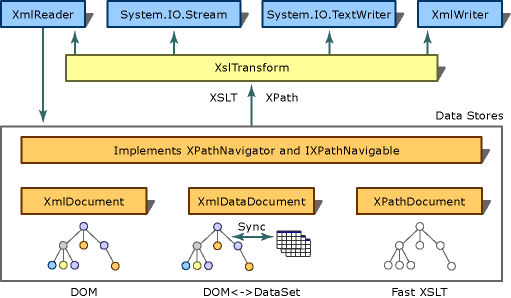 XmlReader System.IO.Stream System.IO.TextWriter XmlWriter
XslTransform
XSLT XPath
Data Stores
Implements XPathNavigator and IXPathNavigable
XmlDocument XmlDataDocument XPathDocument
Sync
DOM DOM<->DataSet Fast XSLT